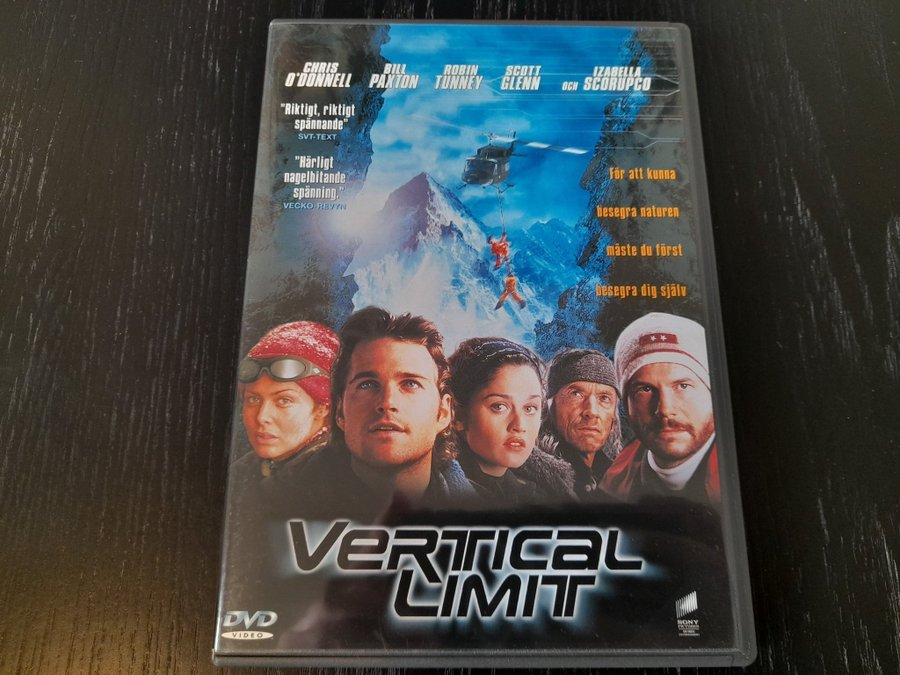 CHRIS O'DONNELL
BILL PAXTON
ROBIN TUNNEY
SCOTT GLENN
OCH IZABELLA SCORUPCO
"Riktigt, riktigt
spännande"
SVT-TEXT
"Härligt
nagelbitande
spänning."
VECKO-REVYN
För att kunna
besegra naturen
måste du först
besegra dig själv
VERTICAL
LIMIT
DVD
VIDEO
SONY
PICTURES